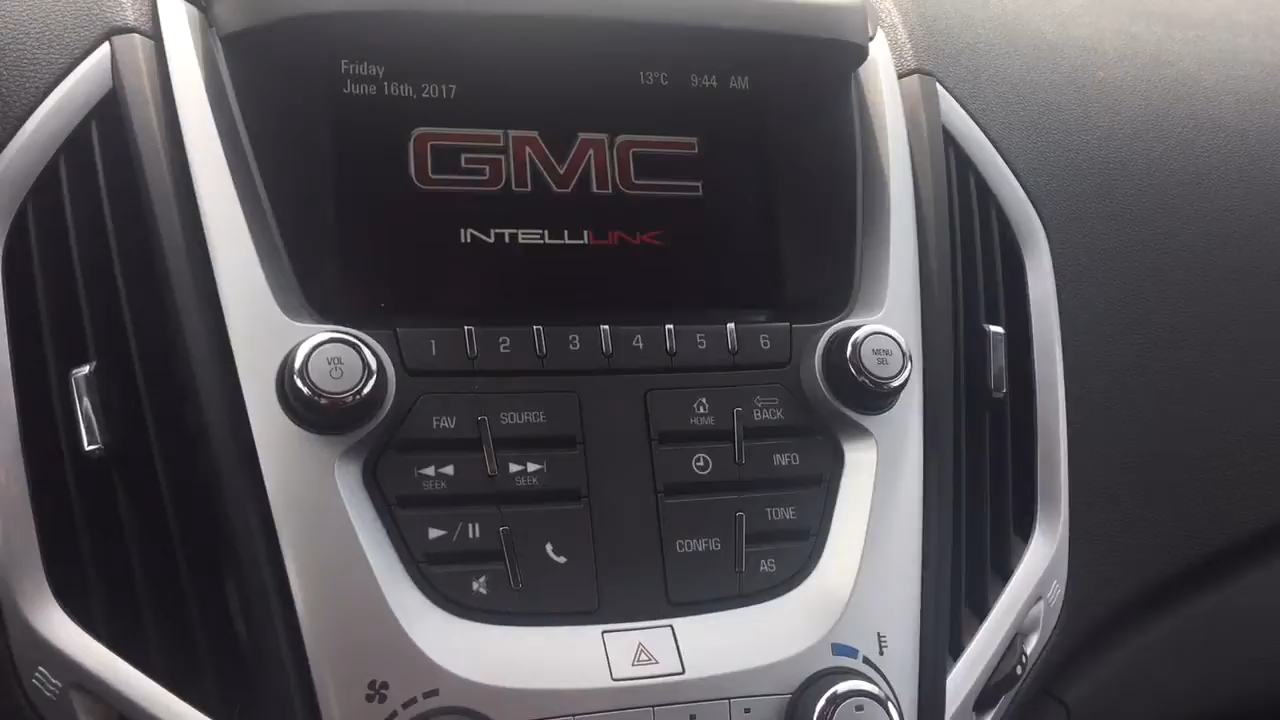 Friday
June 16th, 2017
13°C 9:44 AM
GMC
INTELLILINK
1 2 3 4 5 6
VOL
MENU
SEL
FAV SOURCE
HOME BACK
SEEK SEEK
INFO
TONE
CONFIG
AS